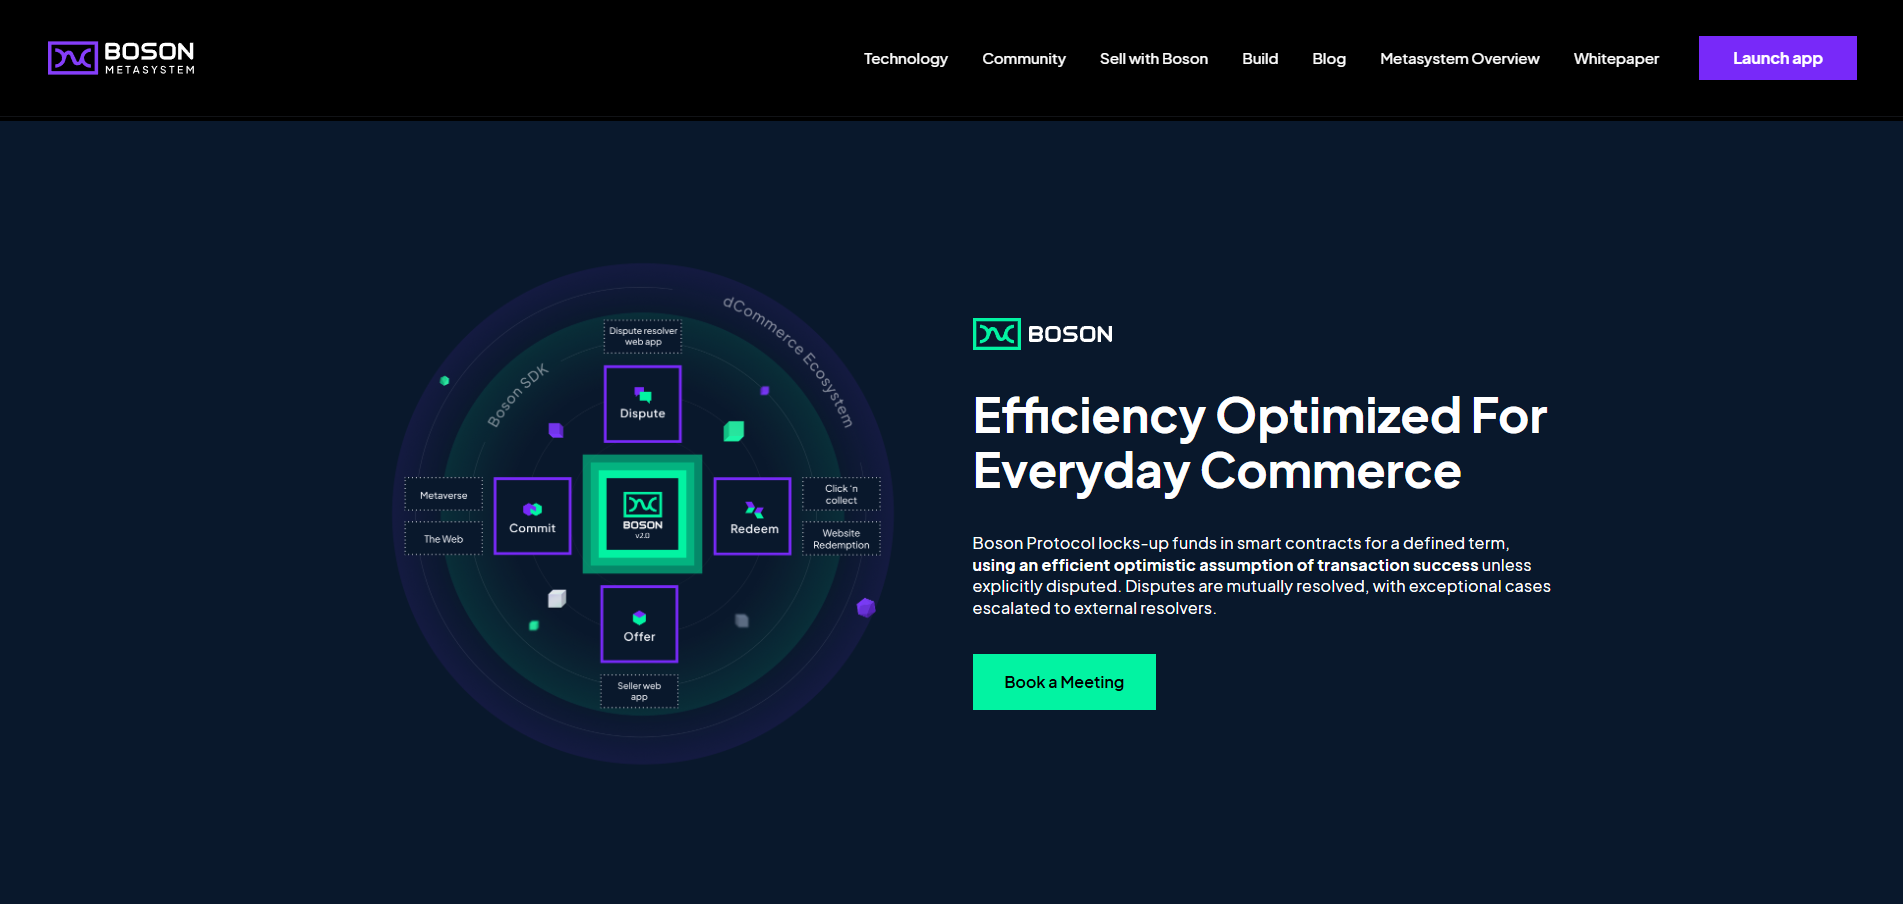 BOSON
METASYSTEM
Technology
Community
Sell with Boson
Build
Blog
Metasystem Overview
Whitepaper
Launch app
dCommerce Ecosystem
Boson SDK
Dispute resolver
web app
Dispute
Metaverse
The Web
Commit
BOSON
v2.0
Redeem
Click 'n
collect
Website
Redemption
Offer
Seller web
app
BOSON
Efficiency Optimized For
Everyday Commerce
Boson Protocol locks-up funds in smart contracts for a defined term,
using an efficient optimistic assumption of transaction success unless
explicitly disputed. Disputes are mutually resolved, with exceptional cases
escalated to external resolvers.
Book a Meeting